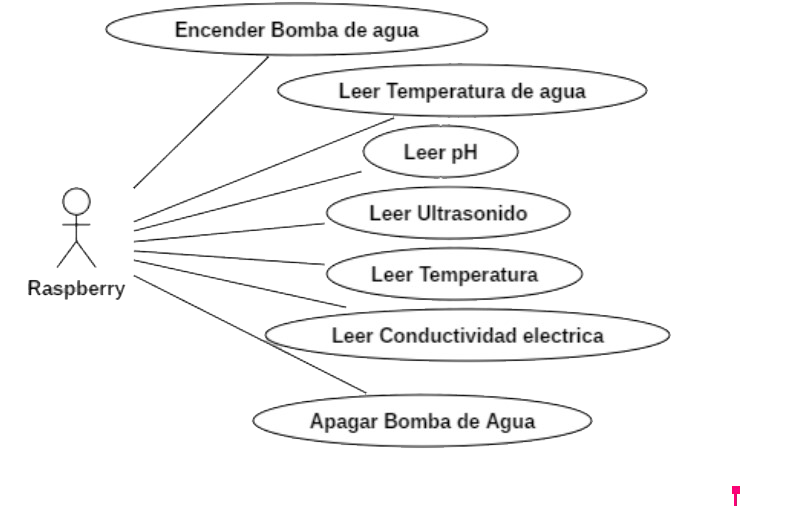 Encender Bomba de agua
Leer Temperatura de agua
Leer pH
Leer Ultrasonido
Leer Temperatura
Raspberry
Leer Conductividad electrica
Apagar Bomba de Agua